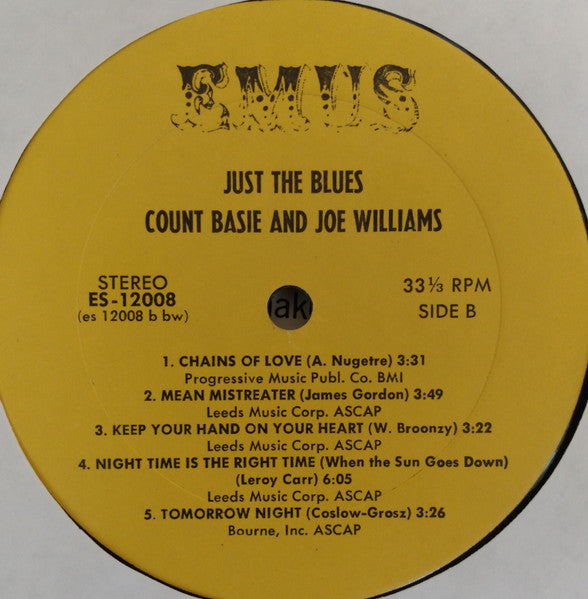 EMUS
JUST THE BLUES
COUNT BASIE AND JOE WILLIAMS
STEREO
ES-12008
(es 12008 b bw)
33 ⅓ RPM
SIDE B
ak
1. CHAINS OF LOVE (A. Nugetre) 3:31
Progressive Music Publ. Co. BMI
2. MEAN MISTREATER (James Gordon) 3:49
Leeds Music Corp. ASCAP
3. KEEP YOUR HAND ON YOUR HEART (W. Broonzy) 3:22
Leeds Music Corp. ASCAP
4. NIGHT TIME IS THE RIGHT TIME (When the Sun Goes Down)
(Leroy Carr) 6:05
Leeds Music Corp. ASCAP
5. TOMORROW NIGHT (Coslow-Grosz) 3:26
Bourne, Inc. ASCAP